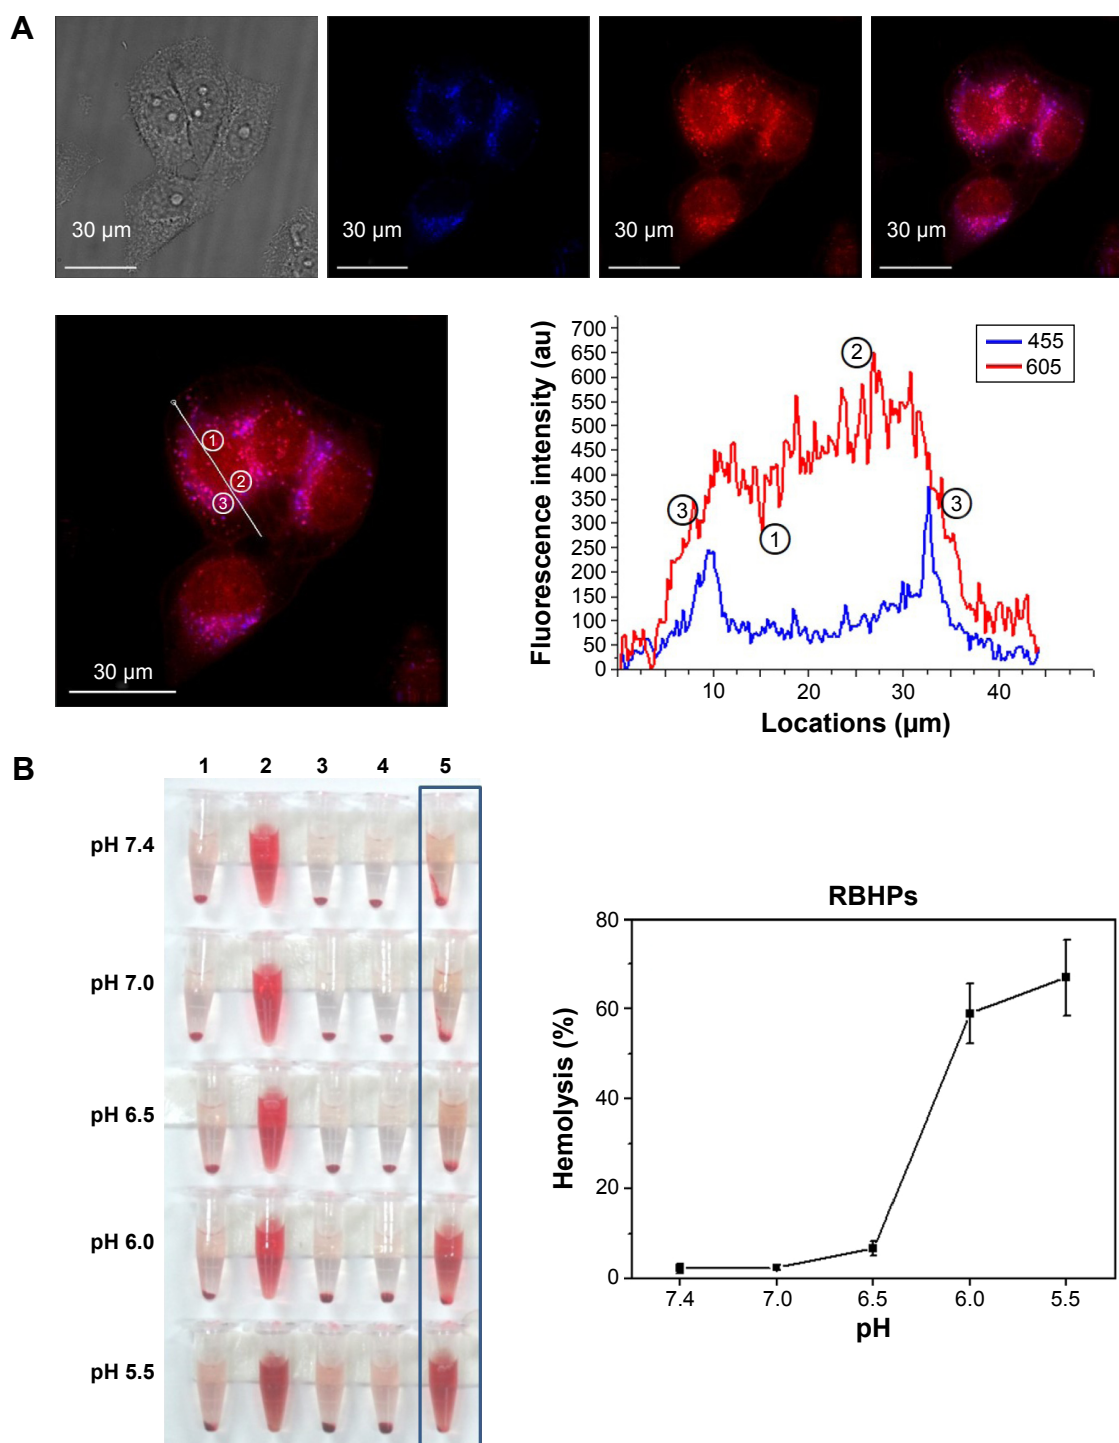 A
30 µm
30 µm
30 µm
30 µm
1
2
3
30 µm
Fluorescence intensity (au)
700
650
600
550
500
450
400
350
300
250
200
150
100
50
0
10
20
30
40
Locations (µm)
455
605
2
3
1
3
B
1 2 3 4 5
pH 7.4
pH 7.0
pH 6.5
pH 6.0
pH 5.5
RBHPs
Hemolysis (%)
80
60
40
20
0
7.4 7.0 6.5 6.0 5.5
pH